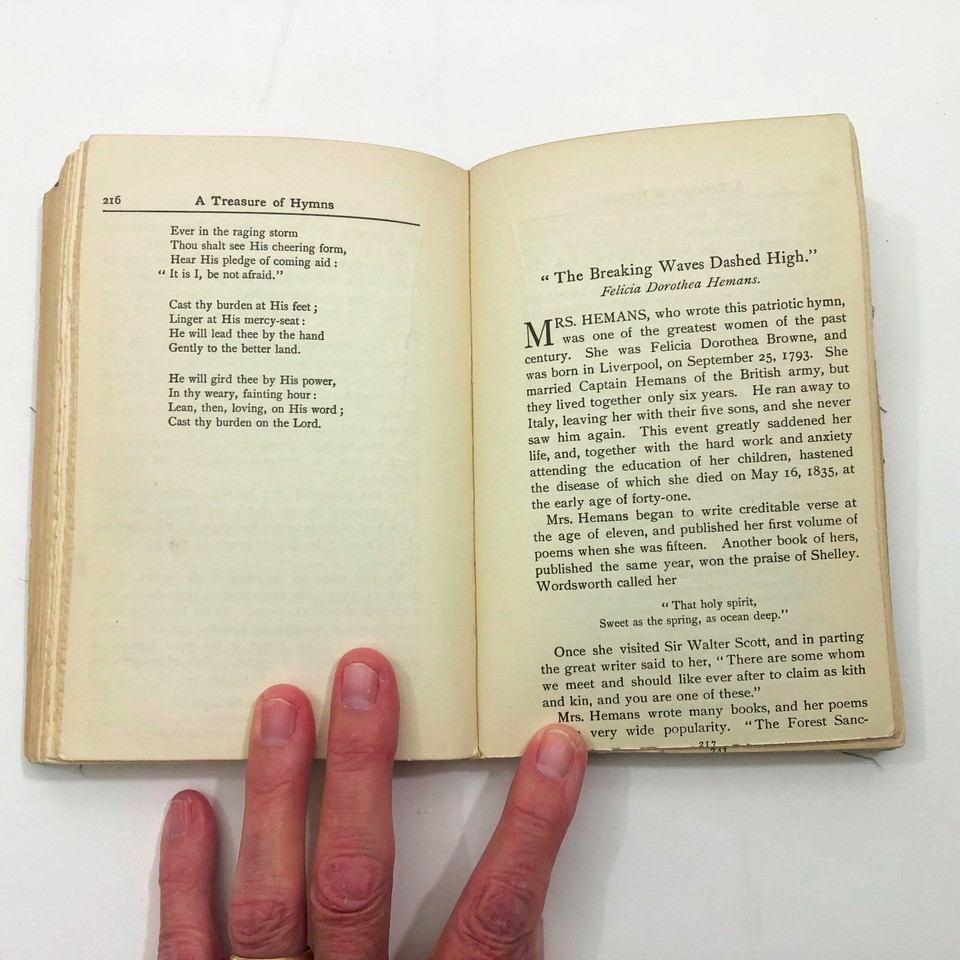 216 A Treasure of Hymns
Ever in the raging storm
Thou shalt see His cheering form,
Hear His pledge of coming aid :
“ It is I, be not afraid.”
Cast thy burden at His feet ;
Linger at His mercy-seat :
He will lead thee by the hand
Gently to the better land.
He will gird thee by His power,
In thy weary, fainting hour :
Lean, then, loving, on His word ;
Cast thy burden on the Lord.
“ The Breaking Waves Dashed High.”
Felicia Dorothea Hemans.
MRS. HEMANS, who wrote this patriotic hymn,
was one of the greatest women of the past
century. She was Felicia Dorothea Browne, and
was born in Liverpool, on September 25, 1793. She
married Captain Hemans of the British army, but
they lived together only six years. He ran away to
Italy, leaving her with their five sons, and she never
saw him again. This event greatly saddened her
life, and, together with the hard work and anxiety
attending the education of her children, hastened
the disease of which she died on May 16, 1835, at
the early age of forty-one.
Mrs. Hemans began to write creditable verse at
the age of eleven, and published her first volume of
poems when she was fifteen. Another book of hers,
published the same year, won the praise of Shelley.
Wordsworth called her
“ That holy spirit,
Sweet as the spring, as ocean deep.”
Once she visited Sir Walter Scott, and in parting
the great writer said to her, “ There are some whom
we meet and should like ever after to claim as kith
and kin, and you are one of these.”
Mrs. Hemans wrote many books, and her poems
very wide popularity. “The Forest Sanc-
217